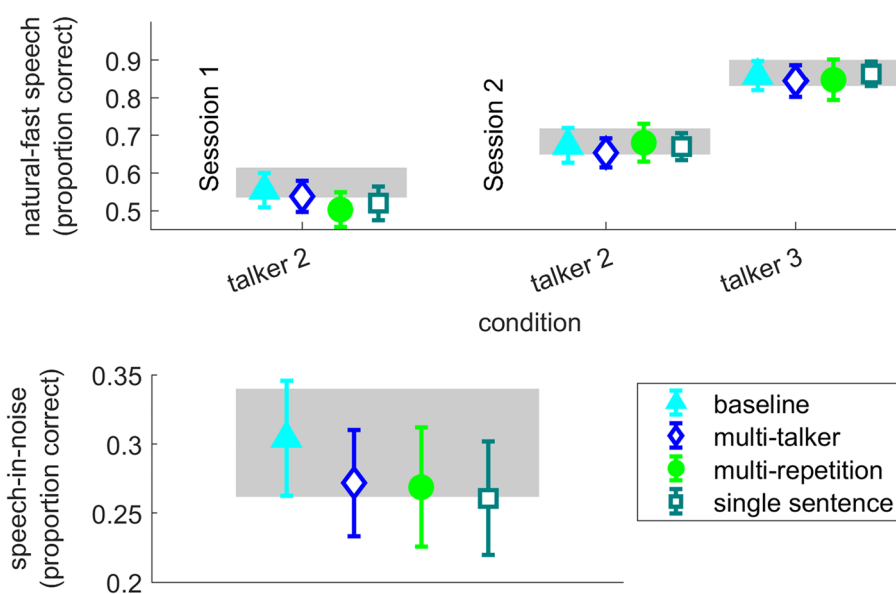 natural-fast speech
(proportion correct)
0.9
0.8
0.7
0.6
0.5
Sessoion 1
Session 2
talker 2
talker 2
talker 3
condition
speech-in-noise
(proportion correct)
0.35
0.3
0.25
0.2
baseline
multi-talker
multi-repetition
single sentence